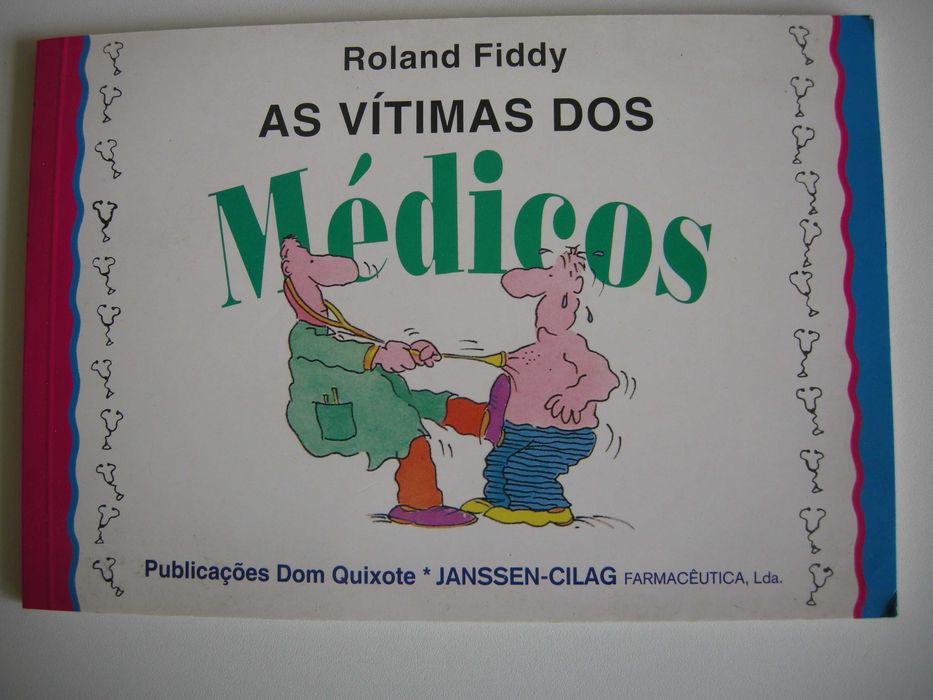 Roland Fiddy
AS VÍTIMAS DOS
Médicos
Publicações Dom Quixote * JANSSEN-CILAG FARMACÊUTICA, Lda.